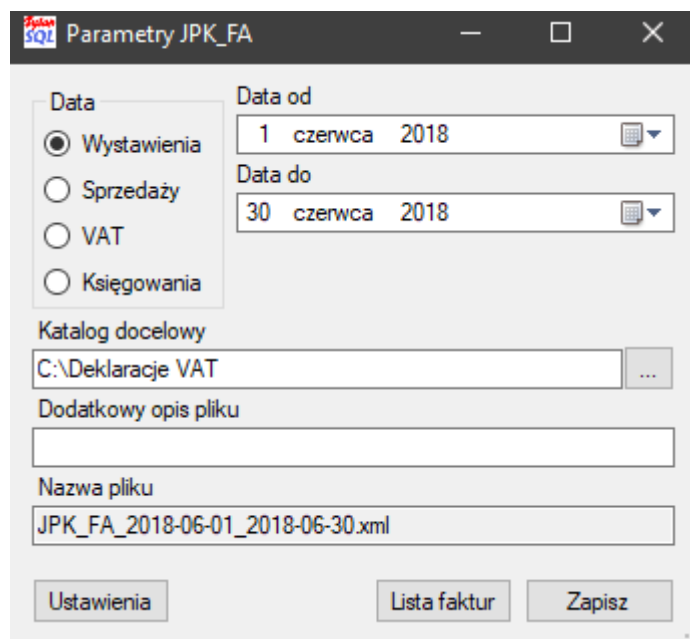 Tytan SQL
Parametry JPK_FA
Data
Wystawienia
Sprzedaży
VAT
Księgowania
Data od
1 czerwca 2018
Data do
30 czerwca 2018
Katalog docelowy
C:\Deklaracje VAT
...
Dodatkowy opis pliku
Nazwa pliku
JPK_FA_2018-06-01_2018-06-30.xml
Ustawienia
Lista faktur
Zapisz